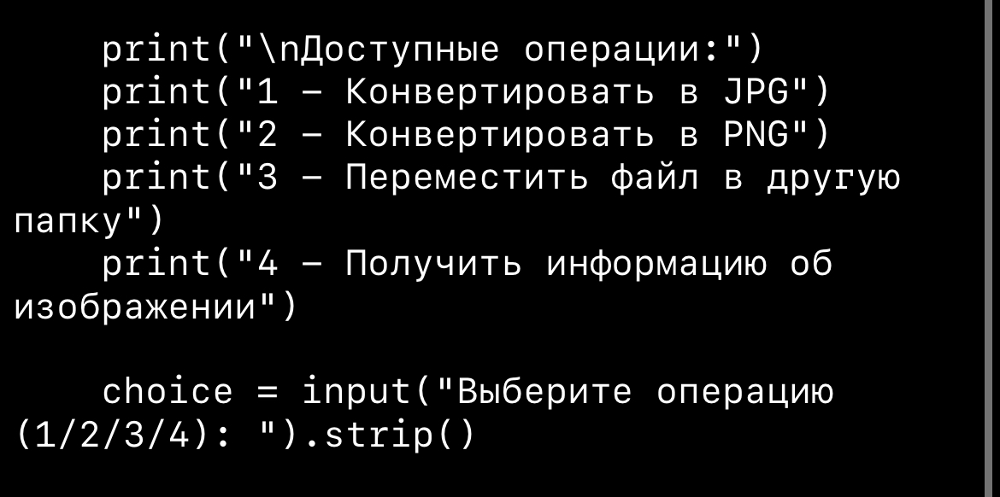 print("\nДоступные операции:")
print("1 – Конвертировать в JPG")
print("2 – Конвертировать в PNG")
print("3 – Переместить файл в другую
папку")
print("4 – Получить информацию об
изображении")
choice = input("Выберите операцию
(1/2/3/4): ").strip()